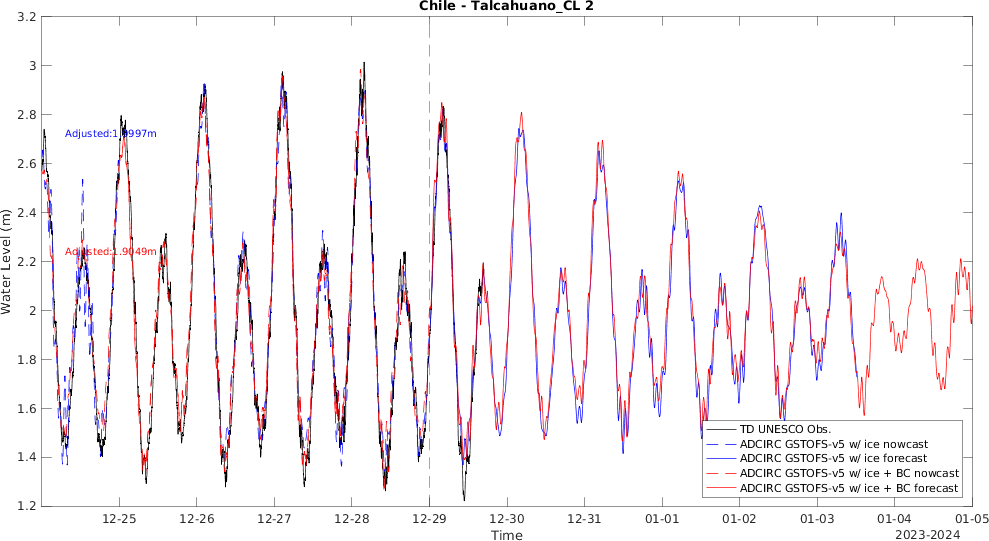 Chile - Talcahuano_CL 2
3.2
3
2.8
2.6
2.4
2.2
2
1.8
1.6
1.4
1.2
Water Level (m)
Adjusted:1.9997m
Adjusted:1.9049m
TD UNESCO Obs.
ADCIRC GSTOFS-v5 w/ ice nowcast
ADCIRC GSTOFS-v5 w/ ice forecast
ADCIRC GSTOFS-v5 w/ ice + BC nowcast
ADCIRC GSTOFS-v5 w/ ice + BC forecast
12-25 12-26 12-27 12-28 12-29 12-30 12-31 01-01 01-02 01-03 01-04 01-05
Time
2023-2024